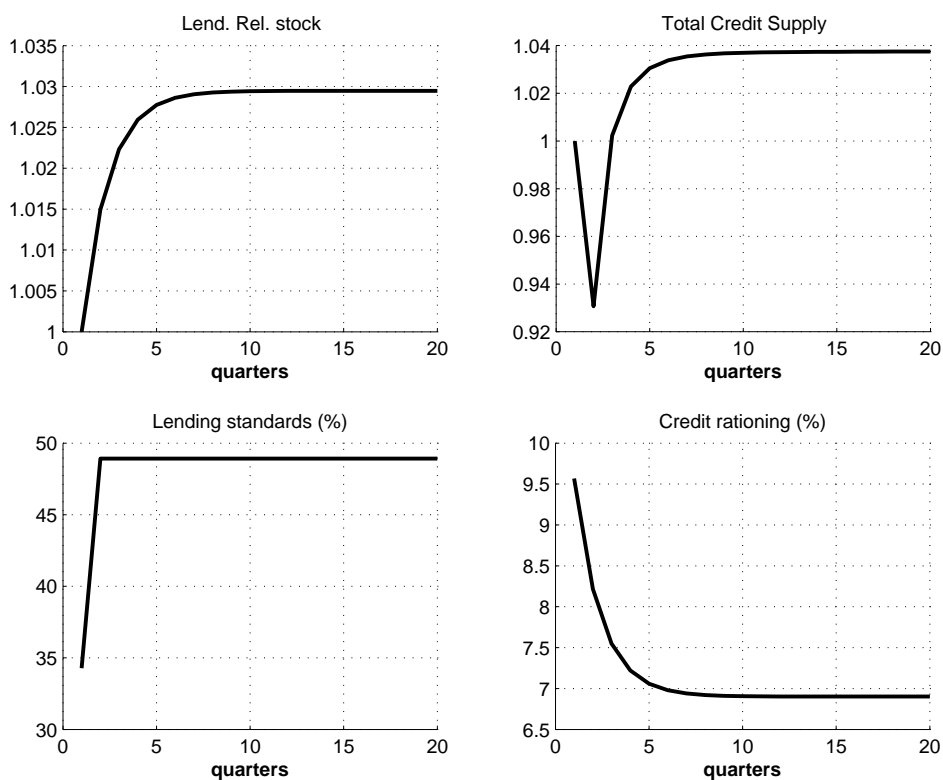 Lend. Rel. stock
1.035
1.03
1.025
1.02
1.015
1.01
1.005
1
0 5 10 15 20
quarters
Total Credit Supply
1.04
1.02
1
0.98
0.96
0.94
0.92
0 5 10 15 20
quarters
Lending standards (%)
50
45
40
35
30
0 5 10 15 20
quarters
Credit rationing (%)
10
9.5
9
8.5
8
7.5
7
6.5
0 5 10 15 20
quarters